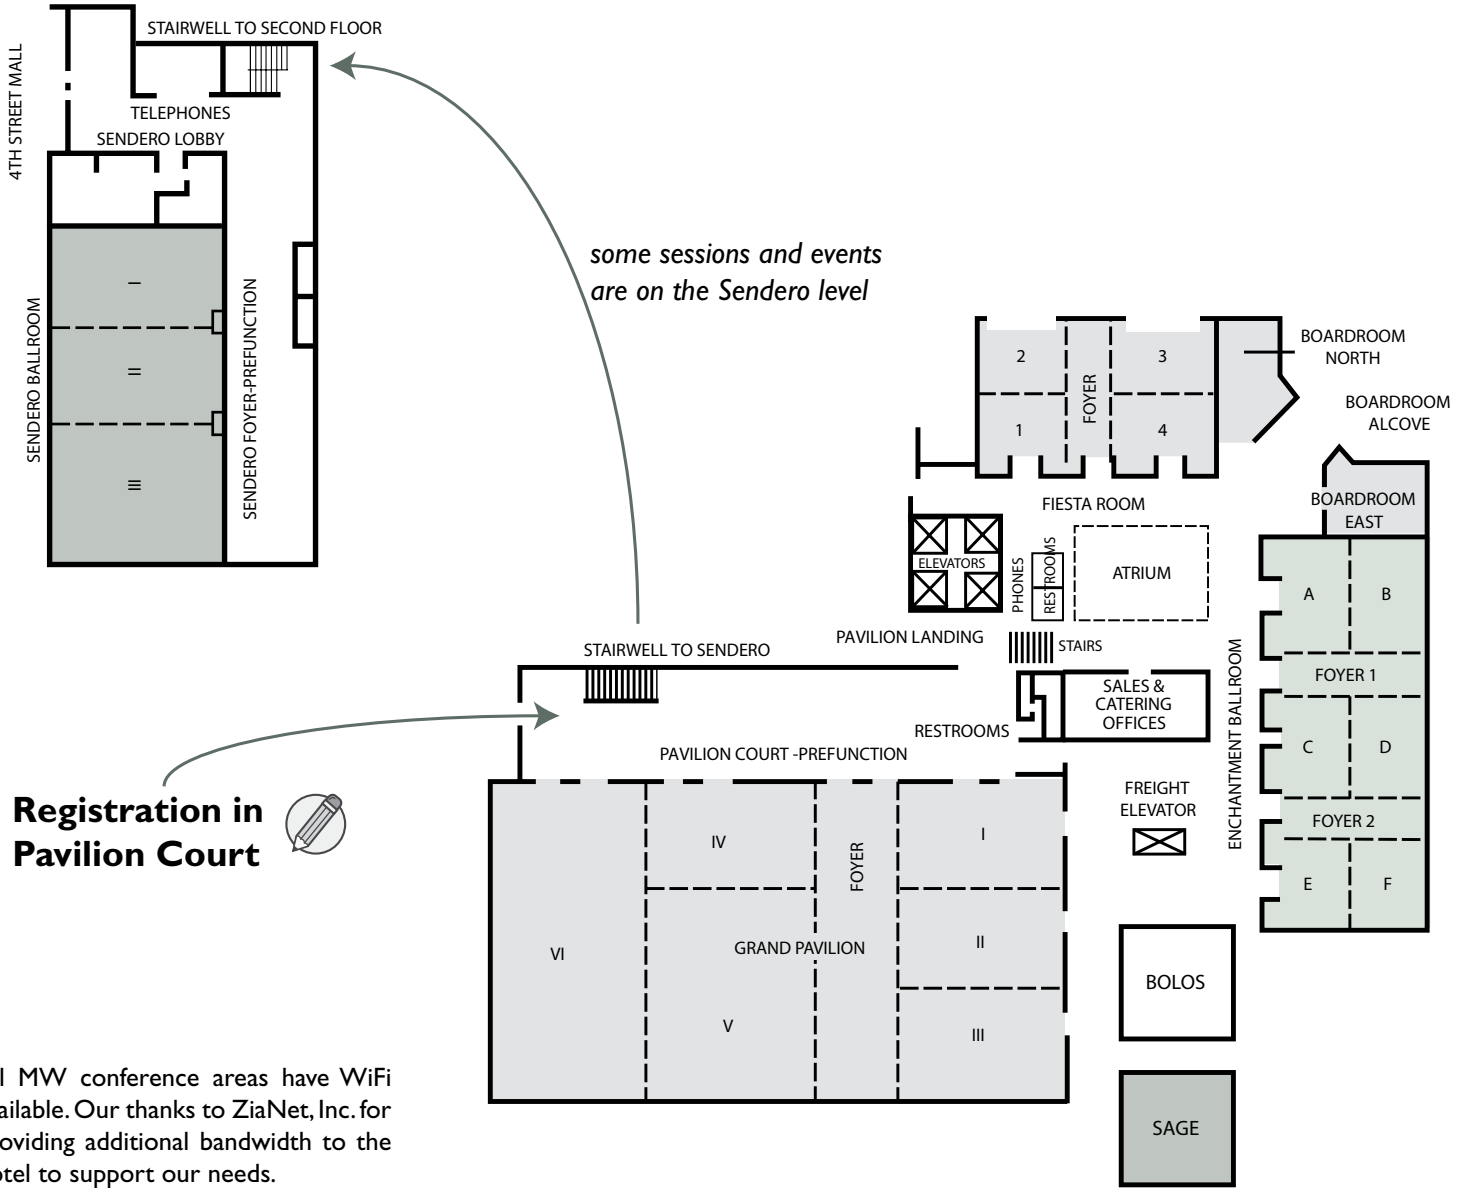 STAIRWELL TO SECOND FLOOR
4TH STREET MALL
TELEPHONES
SENDERO LOBBY
SENDERO BALLROOM
I
II
III
SENDERO FOYER-PREFUNCTION
some sessions and events
are on the Sendero level
2
3
1
4
FOYER
BOARDROOM
NORTH
BOARDROOM
ALCOVE
BOARDROOM
EAST
FIESTA ROOM
ELEVATORS
PHONES
RESTROOMS
ATRIUM
PAVILION LANDING
STAIRS
STAIRWELL TO SENDERO
SALES &
CATERING
OFFICES
RESTROOMS
PAVILION COURT -PREFUNCTION
ENCHANTMENT BALLROOM
A
B
FOYER 1
C
D
FOYER 2
E
F
FREIGHT
ELEVATOR
Registration in
Pavilion Court
IV
FOYER
I
VI
GRAND PAVILION
II
V
III
BOLOS
SAGE
MW conference areas have WiFi
Our thanks to ZiaNet, Inc. for
additional bandwidth to the
to support our needs.